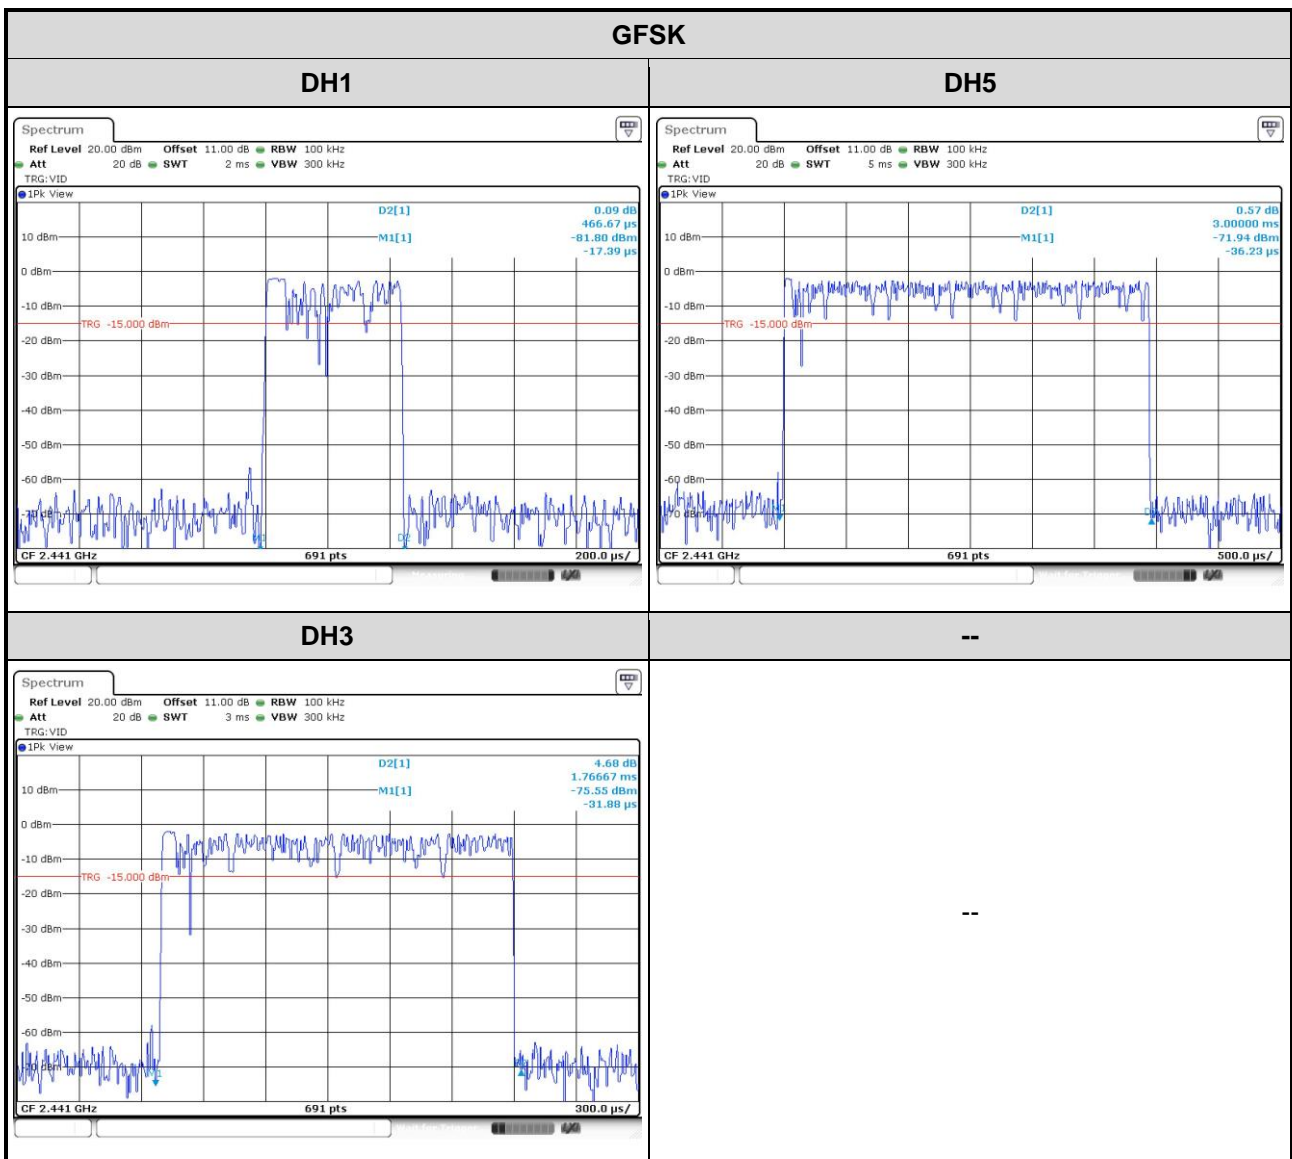 GFSK
DH1
DH5
Spectrum
Ref Level 20.00 dBm Offset 11.00 dB RBW 100 kHz
Att 20 dB SWT 2 ms VBW 300 kHz
TRG:VID
1Pk View
D2[1] 0.09 dB
466.67 µs
M1[1] -81.80 dBm
-17.39 µs
10 dBm
0 dBm
-10 dBm
TRG -15.000 dBm
-20 dBm
-30 dBm
-40 dBm
-50 dBm
-60 dBm
-70 dBm
M1
D2
CF 2.441 GHz 691 pts 200.0 µs/
Spectrum
Ref Level 20.00 dBm Offset 11.00 dB RBW 100 kHz
Att 20 dB SWT 5 ms VBW 300 kHz
TRG:VID
1Pk View
D2[1] 0.57 dB
3.00000 ms
M1[1] -71.94 dBm
-36.23 µs
10 dBm
0 dBm
-10 dBm
TRG -15.000 dBm
-20 dBm
-30 dBm
-40 dBm
-50 dBm
-60 dBm
-70 dBm
CF 2.441 GHz 691 pts 500.0 µs/
DH3
--
Spectrum
Ref Level 20.00 dBm Offset 11.00 dB RBW 100 kHz
Att 20 dB SWT 3 ms VBW 300 kHz
TRG:VID
1Pk View
D2[1] 4.68 dB
1.76667 ms
M1[1] -75.55 dBm
-31.88 µs
10 dBm
0 dBm
-10 dBm
TRG -15.000 dBm
-20 dBm
-30 dBm
-40 dBm
-50 dBm
-60 dBm
-70 dBm
M1
CF 2.441 GHz 691 pts 300.0 µs/
--